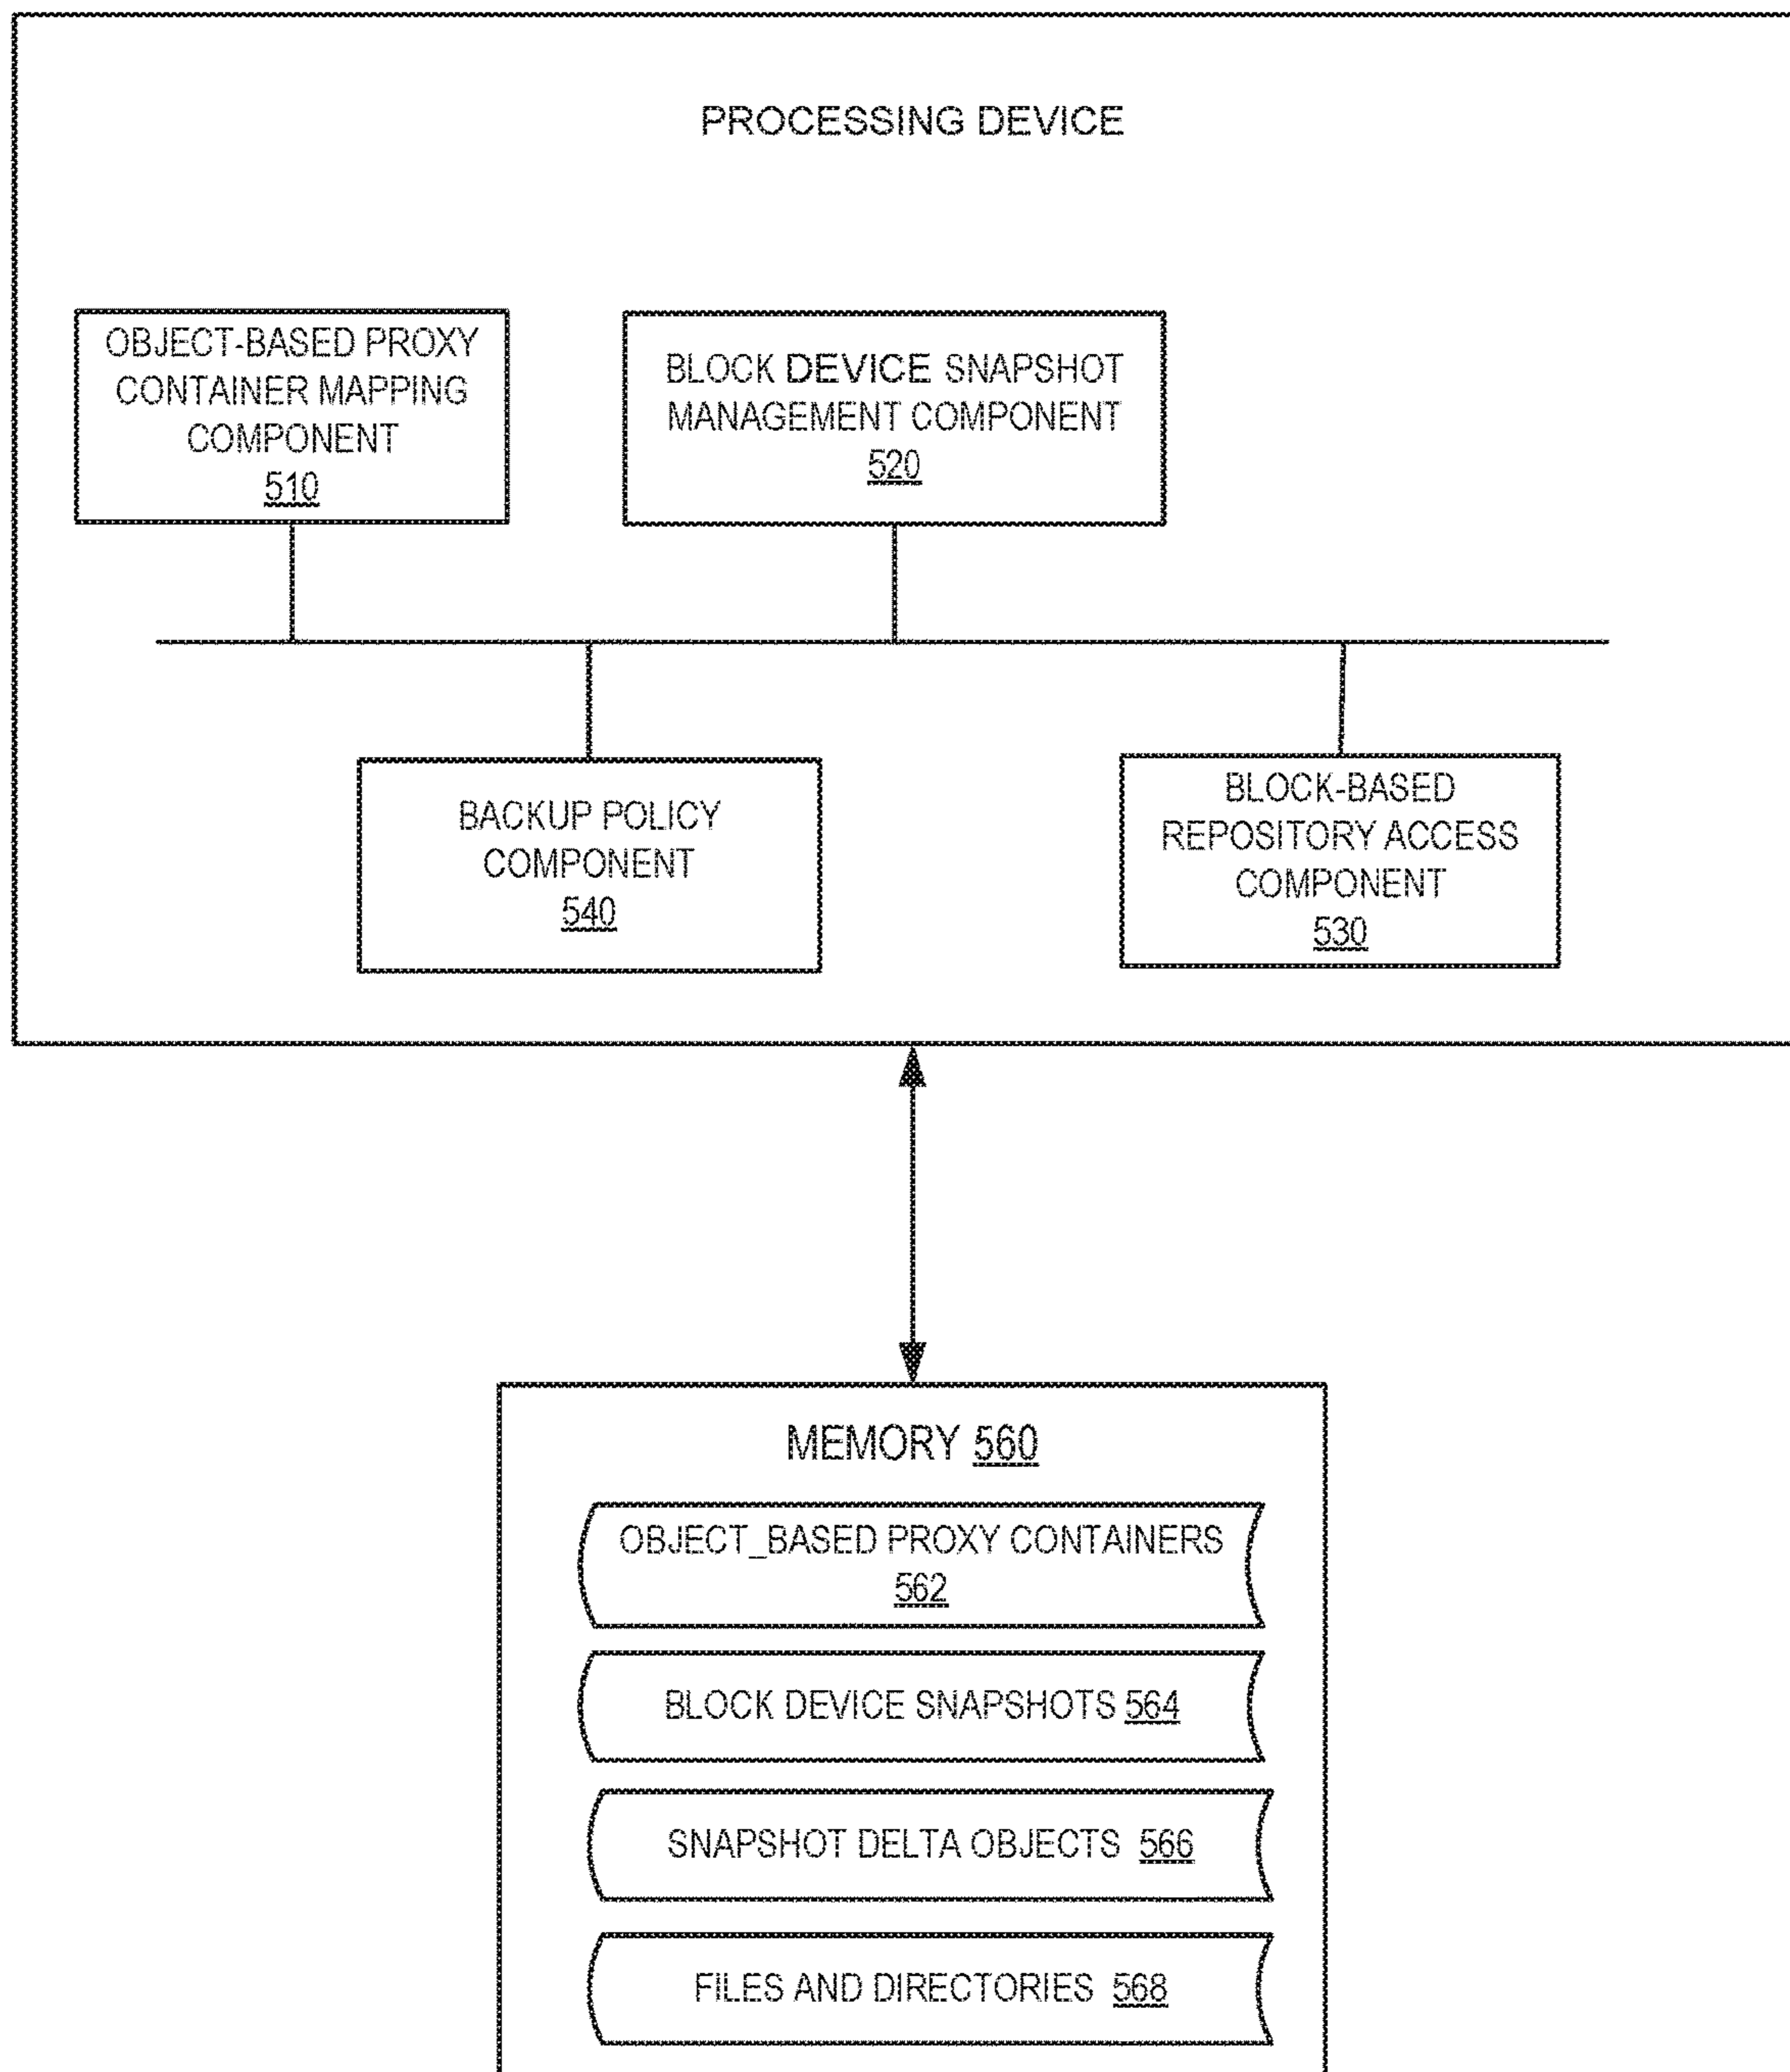 PROCESSING DEVICE
OBJECT-BASED PROXY
CONTAINER MAPPING
COMPONENT
510
BLOCK DEVICE SNAPSHOT
MANAGEMENT COMPONENT
520
BACKUP POLICY
COMPONENT
540
BLOCK-BASED
REPOSITORY ACCESS
COMPONENT
530
MEMORY 560
OBJECT_BASED PROXY CONTAINERS
562
BLOCK DEVICE SNAPSHOTS 564
SNAPSHOT DELTA OBJECTS 566
FILES AND DIRECTORIES 568